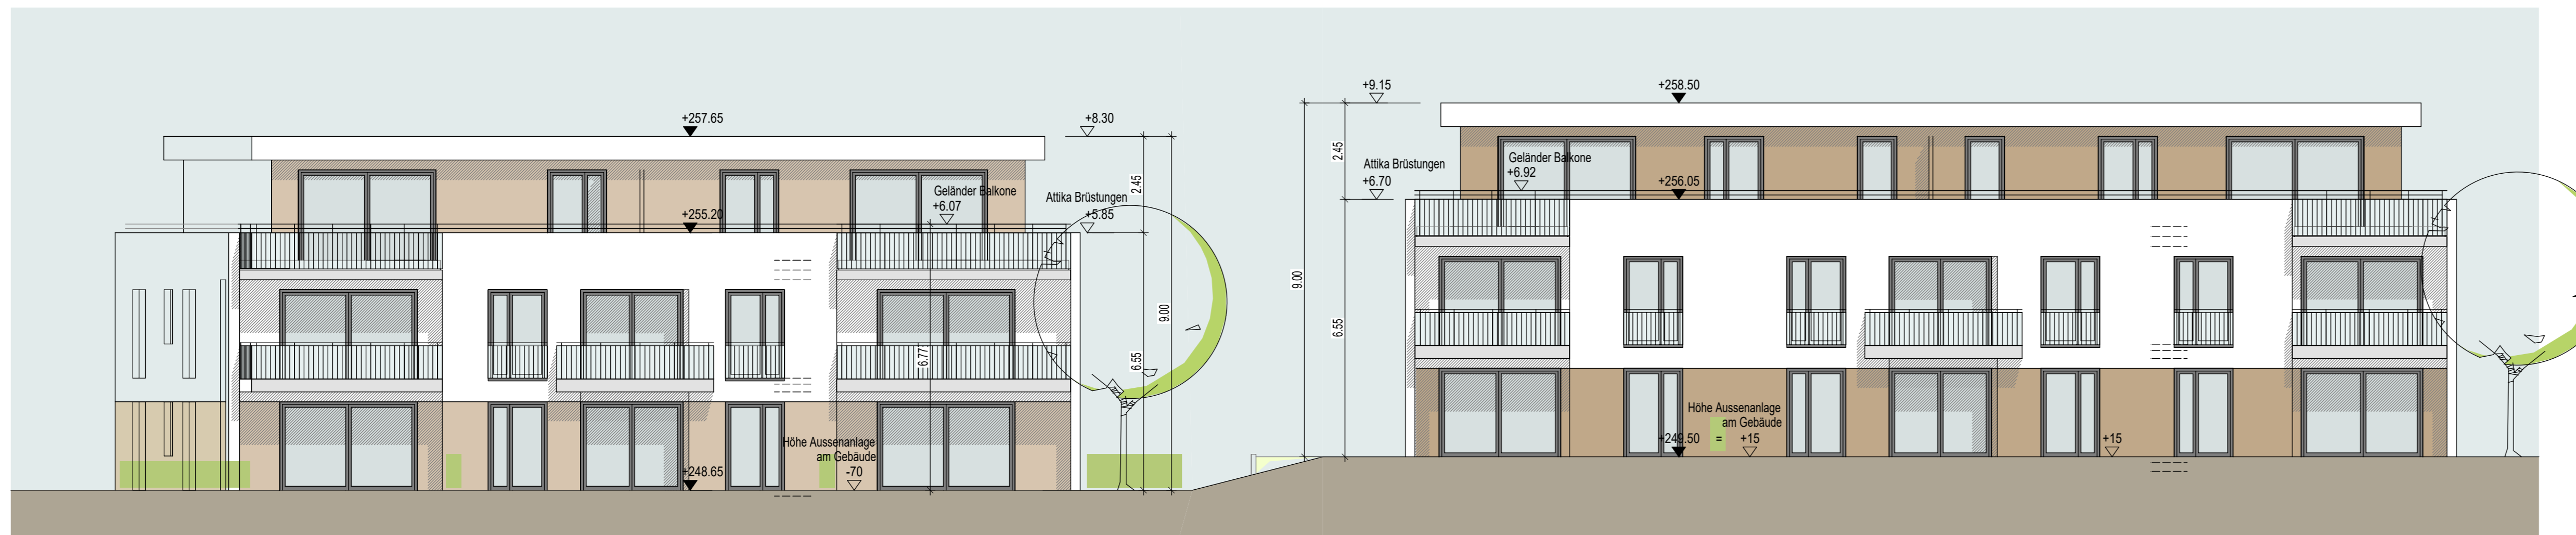 +257.65
+8.30
2.45
Geländer Balkone
+6.07
Attika Brüstungen
+5.85
+255.20
9.00
6.55
6.77
Höhe Aussenanlage
am Gebäude
-70
+248.65
+9.15
+258.50
2.45
Attika Brüstungen
+6.70
Geländer Balkone
+6.92
+256.05
9.00
6.55
Höhe Aussenanlage
am Gebäude
+249.50 = +15
+15